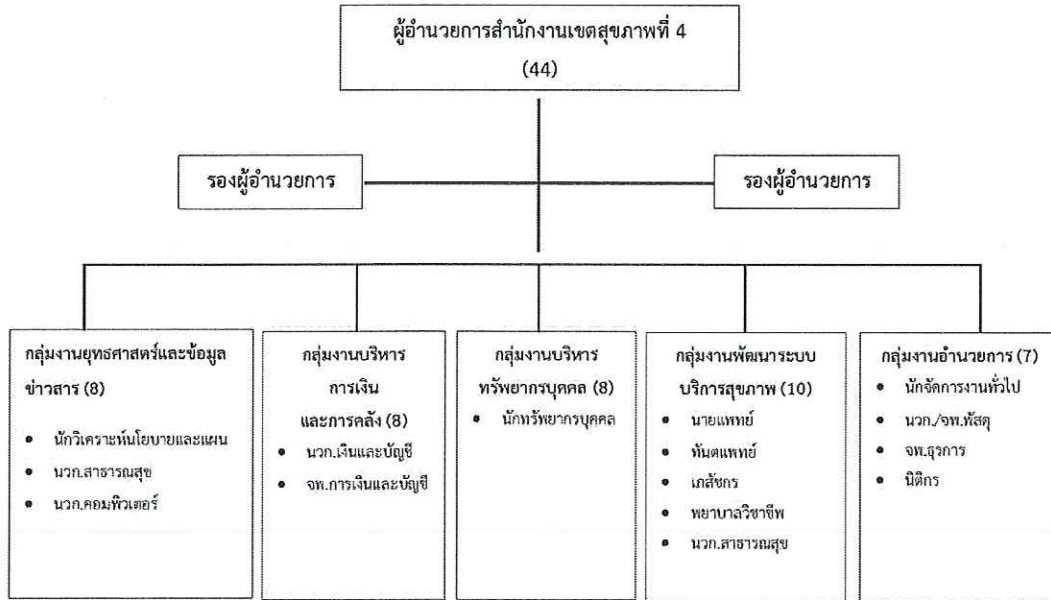 ผู้อำนวยการสำนักงานเขตสุขภาพที่ 4
(44)
รองผู้อำนวยการ
รองผู้อำนวยการ
กลุ่มงานยุทธศาสตร์และข้อมูล
ข่าวสาร (8)
• นักวิเคราะห์นโยบายและแผน
• นวก.สาธารณสุข
• นวก.คอมพิวเตอร์
กลุ่มงานบริหาร
การเงิน
และการคลัง (8)
• นวก.เงินและบัญชี
• จพ.การเงินและบัญชี
กลุ่มงานบริหาร
ทรัพยากรบุคคล (8)
• นักทรัพยากรบุคคล
กลุ่มงานพัฒนาระบบ
บริการสุขภาพ (10)
• นายแพทย์
• ทันตแพทย์
• เภสัชกร
• พยาบาลวิชาชีพ
• นวก.สาธารณสุข
กลุ่มงานอำนวยการ (7)
• นักจัดการงานทั่วไป
• นวก./จพ.พัสดุ
• จพ.ธุรการ
• นิติกร